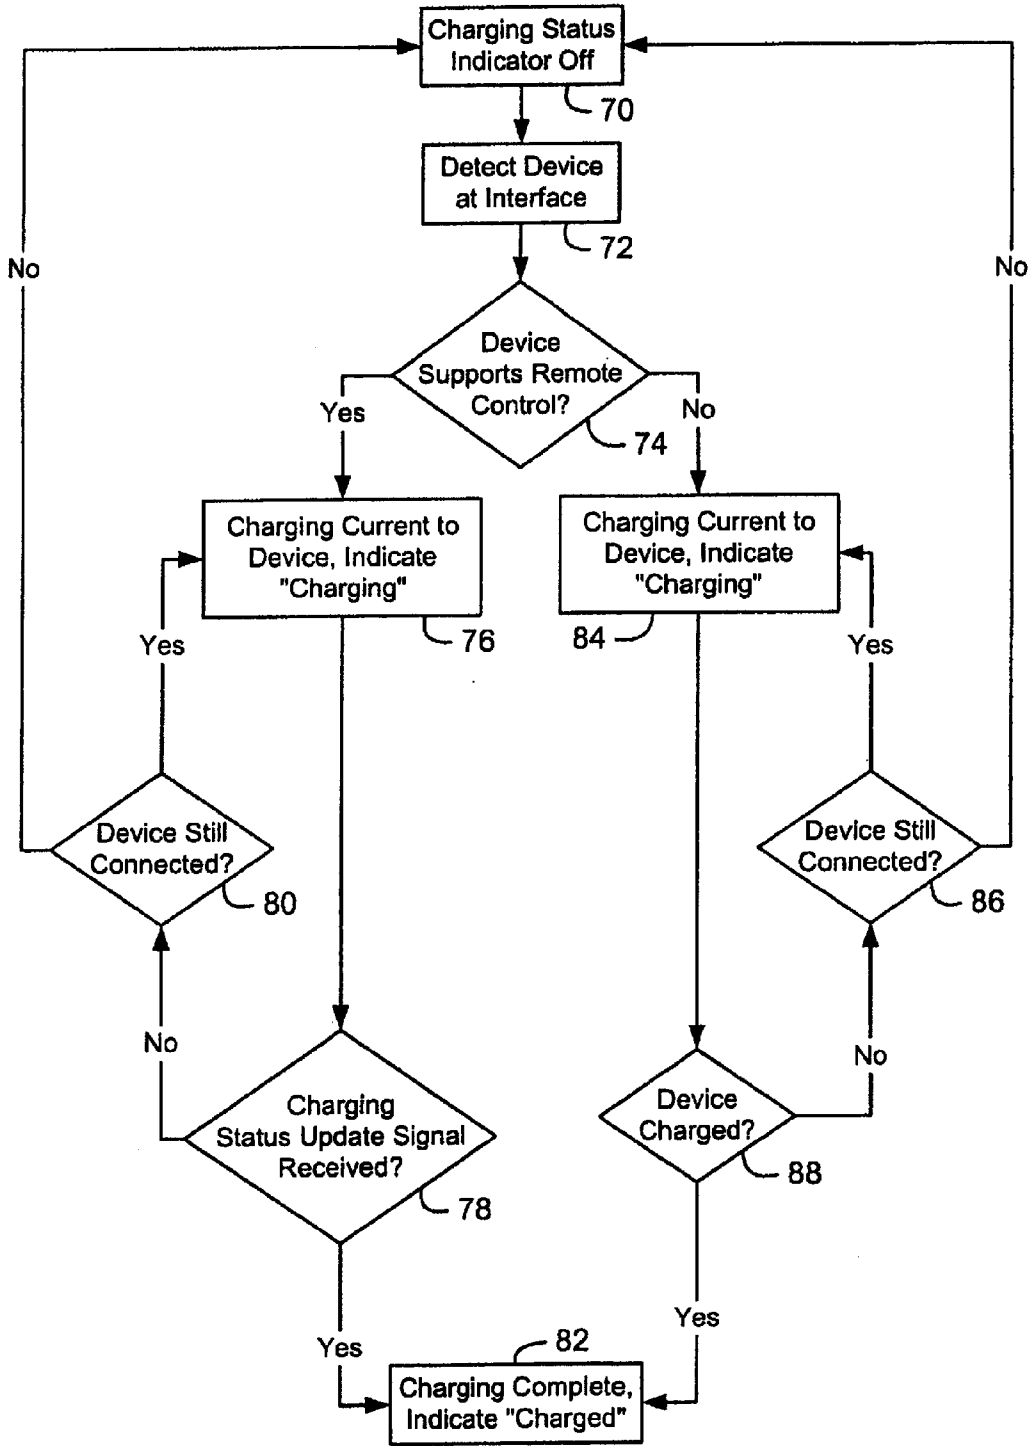 Charging Status
Indicator Off
70
Detect Device
at Interface
72
No
No
Device
Supports Remote
Control?
74
Yes
No
Charging Current to
Device, Indicate
"Charging"
76
Charging Current to
Device, Indicate
"Charging"
84
Yes
Yes
Device Still
Connected?
80
Device Still
Connected?
86
No
No
Charging
Status Update Signal
Received?
78
Device
Charged?
88
Yes
Yes
82
Charging Complete,
Indicate "Charged"